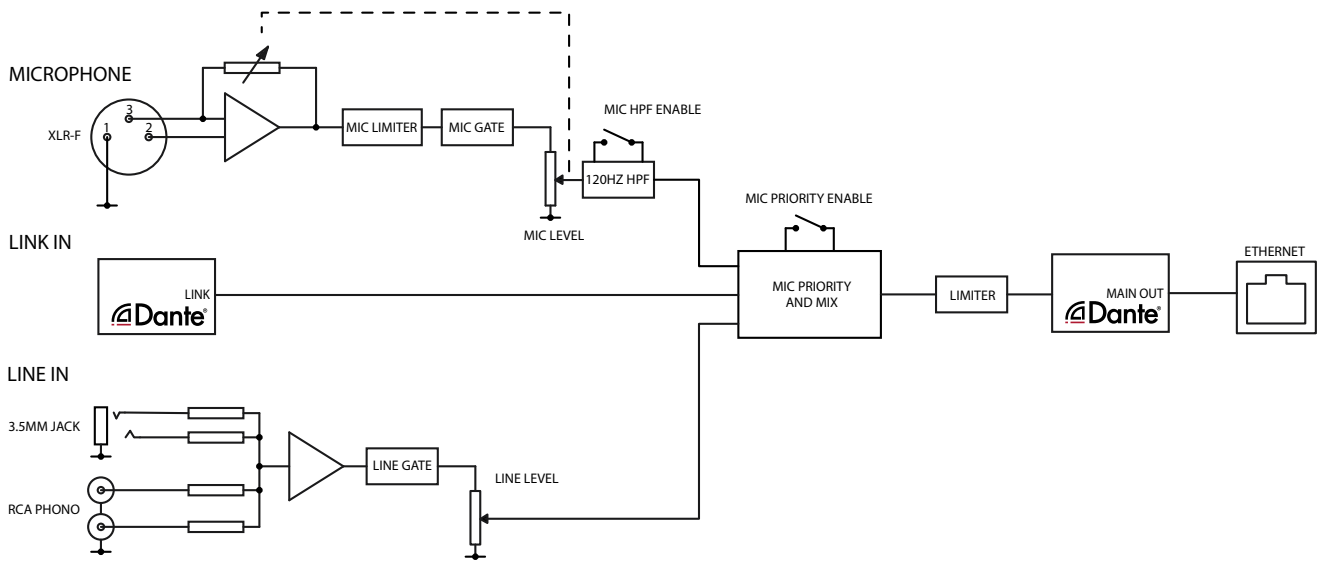 MICROPHONE
XLR-F
3
1
2
MIC LIMITER
MIC GATE
MIC LEVEL
MIC HPF ENABLE
120HZ HPF
LINK IN
LINK
Dante®
MIC PRIORITY ENABLE
MIC PRIORITY
AND MIX
LIMITER
MAIN OUT
Dante®
ETHERNET
LINE IN
3.5MM JACK
RCA PHONO
LINE GATE
LINE LEVEL